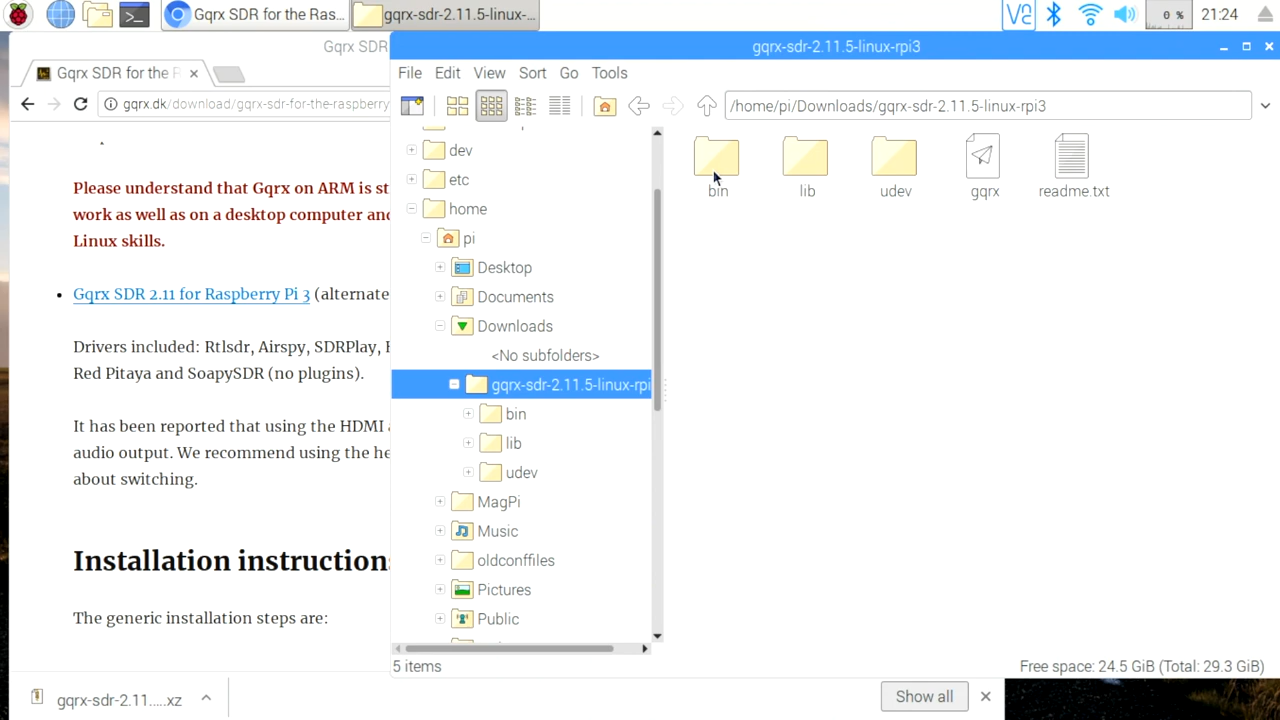 Gqrx SDR for the Ras...
gqrx-sdr-2.11.5-linux-...
0 %
21:24
Gqrx SDR
Gqrx SDR for the R
gqrx.dk/download/gqrx-sdr-for-the-raspberry
gqrx-sdr-2.11.5-linux-rpi3
File Edit View Sort Go Tools
/home/pi/Downloads/gqrx-sdr-2.11.5-linux-rpi3
Please understand that Gqrx on ARM is st
work as well as on a desktop computer and
Linux skills.
• Gqrx SDR 2.11 for Raspberry Pi 3 (alternate
Drivers included: Rtlsdr, Airspy, SDRPlay, H
Red Pitaya and SoapySDR (no plugins).
It has been reported that using the HDMI a
audio output. We recommend using the he
about switching.
Installation instructions
The generic installation steps are:
dev
etc
home
pi
Desktop
Documents
Downloads
<No subfolders>
gqrx-sdr-2.11.5-linux-rpi
bin
lib
udev
MagPi
Music
oldconffiles
Pictures
Public
bin
lib
udev
gqrx
readme.txt
5 items
Free space: 24.5 GiB (Total: 29.3 GiB)
gqrx-sdr-2.11.....xz
Show all